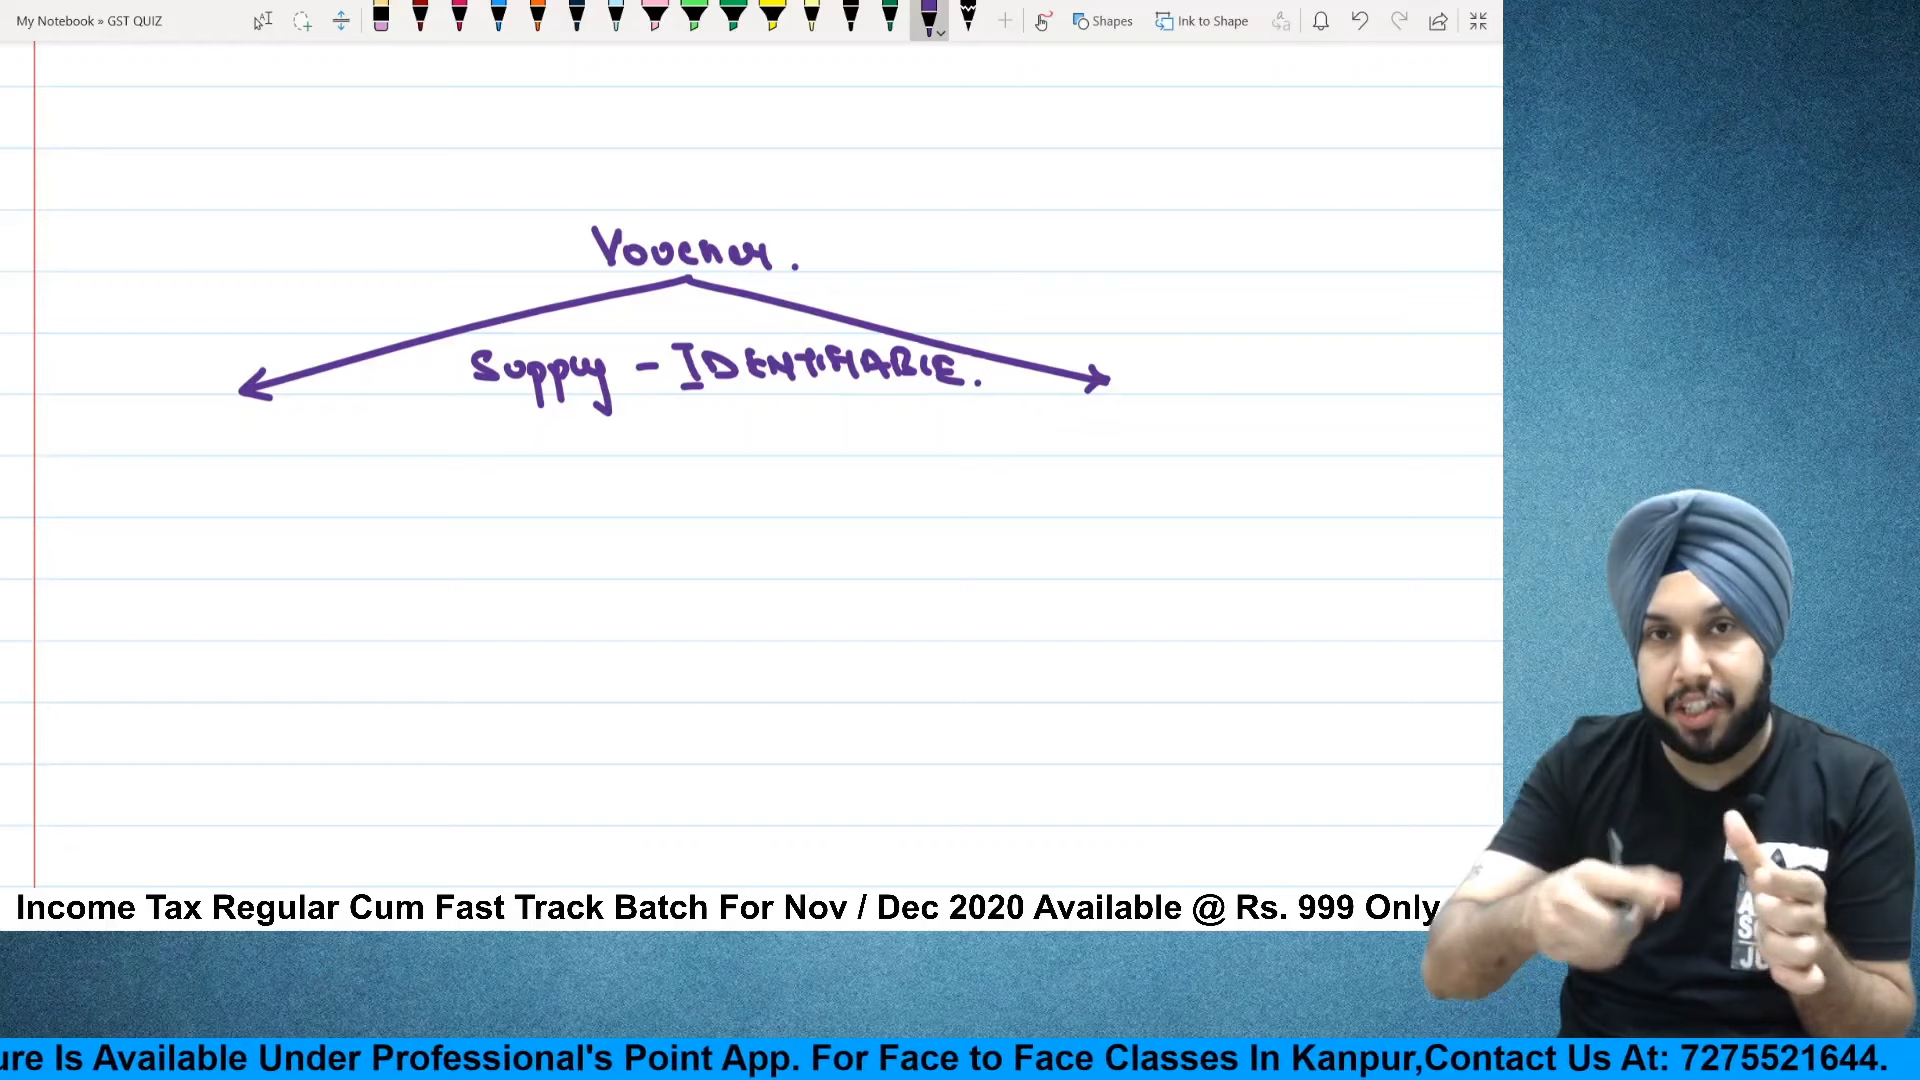 My Notebook » GST QUIZ
Shapes
Ink to Shape
Voucher.
Supply - IDENTIFIABLE.
Income Tax Regular Cum Fast Track Batch For Nov / Dec 2020 Available @ Rs. 999 Only
ure Is Available Under Professional's Point App. For Face to Face Classes In Kanpur,Contact Us At: 7275521644.